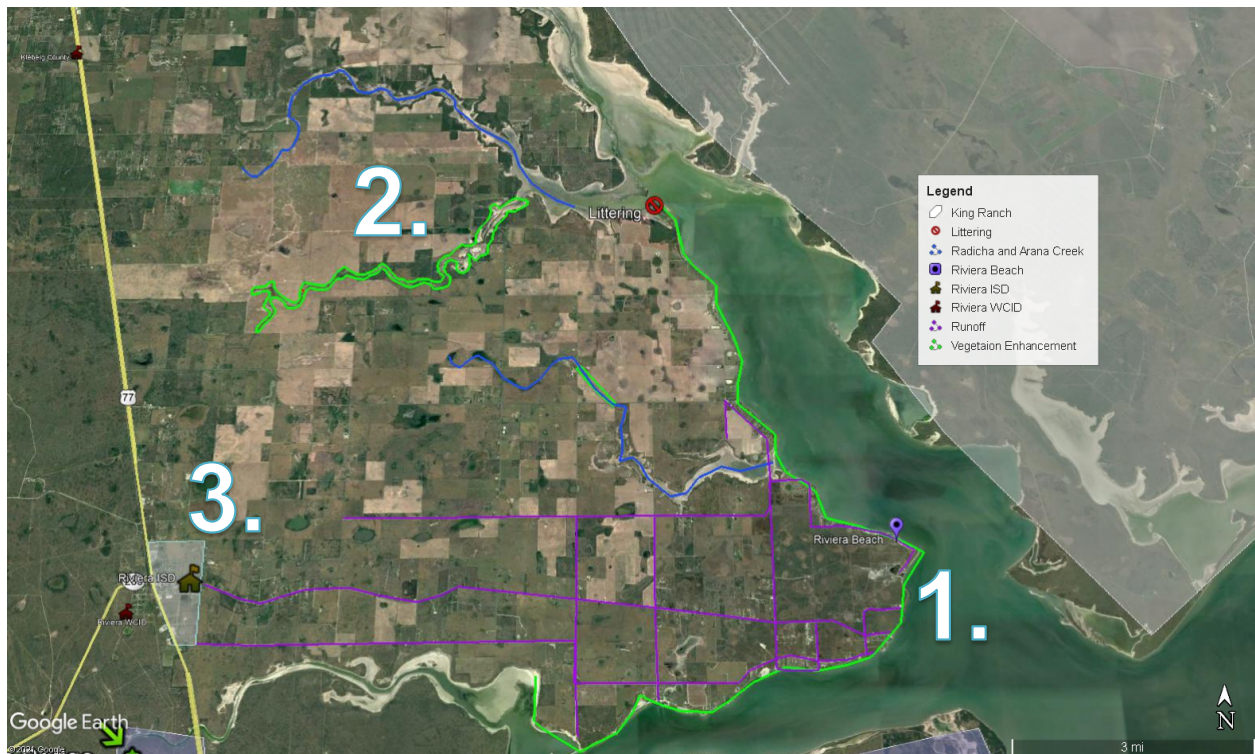 Kleberg County
2.
Littering
Legend
King Ranch
Littering
Radicha and Arana Creek
Riviera Beach
Riviera ISD
Riviera WCID
Runoff
Vegetaion Enhancement
77
3.
Riviera Beach
Riviera ISD
1.
Riviera WCID
Google Earth
N
3 mi